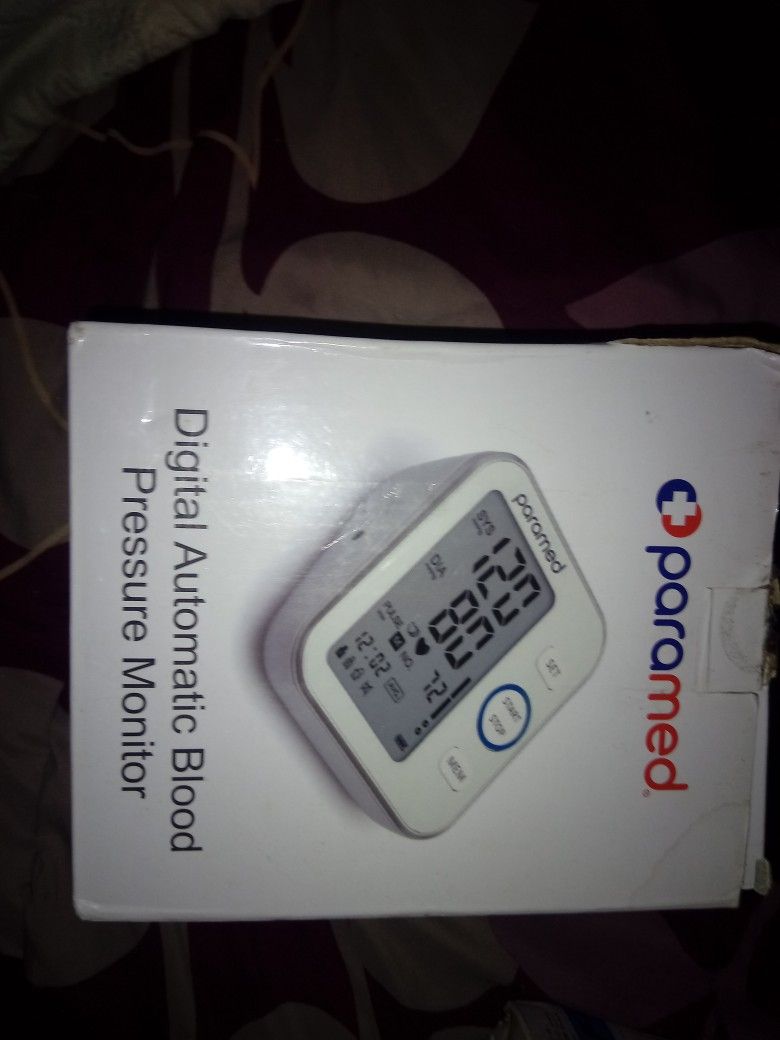 paramed®
paramed
SYS
120
DIA
80
PULSE
72
NO.
12:02
SET
START
STOP
MEM
Digital Automatic Blood
Pressure Monitor